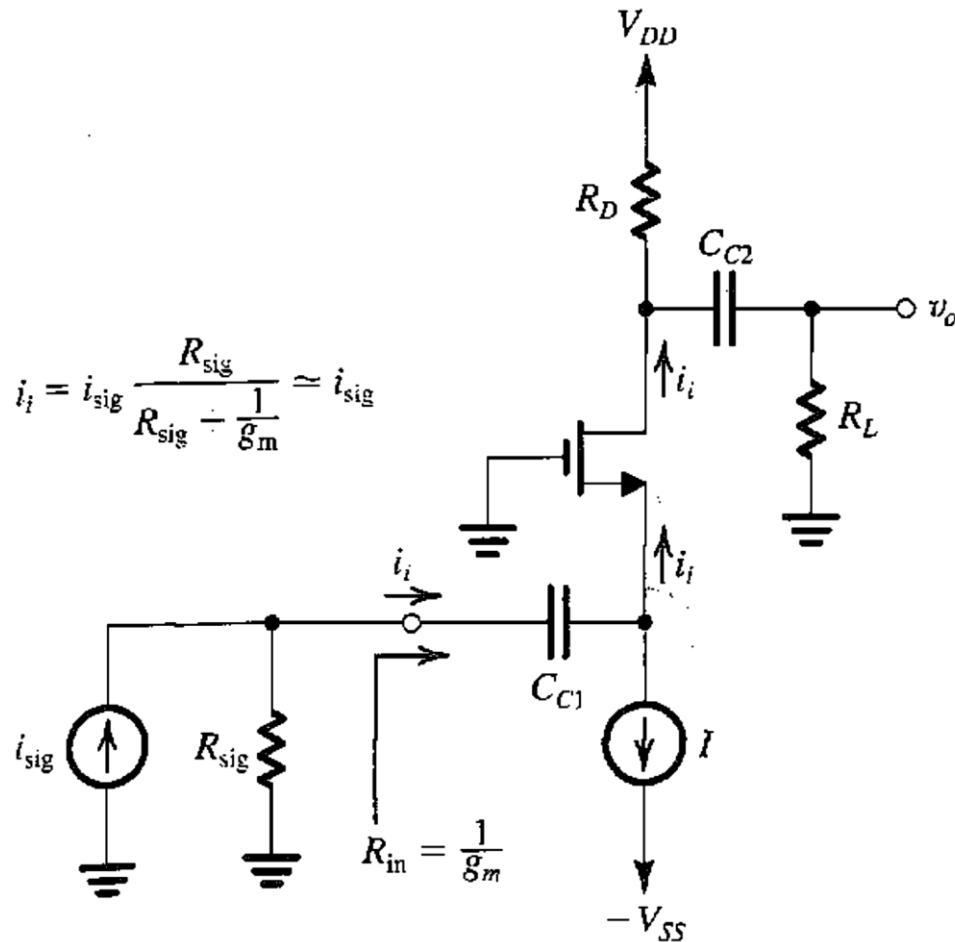 V_DD
R_D
C_C2
v_o
i_i = i_sig R_sig / (R_sig - 1/g_m) ≃ i_sig
i_i
R_L
i_i
i_i
C_C1
i_sig
R_sig
I
R_in = 1/g_m
-V_SS